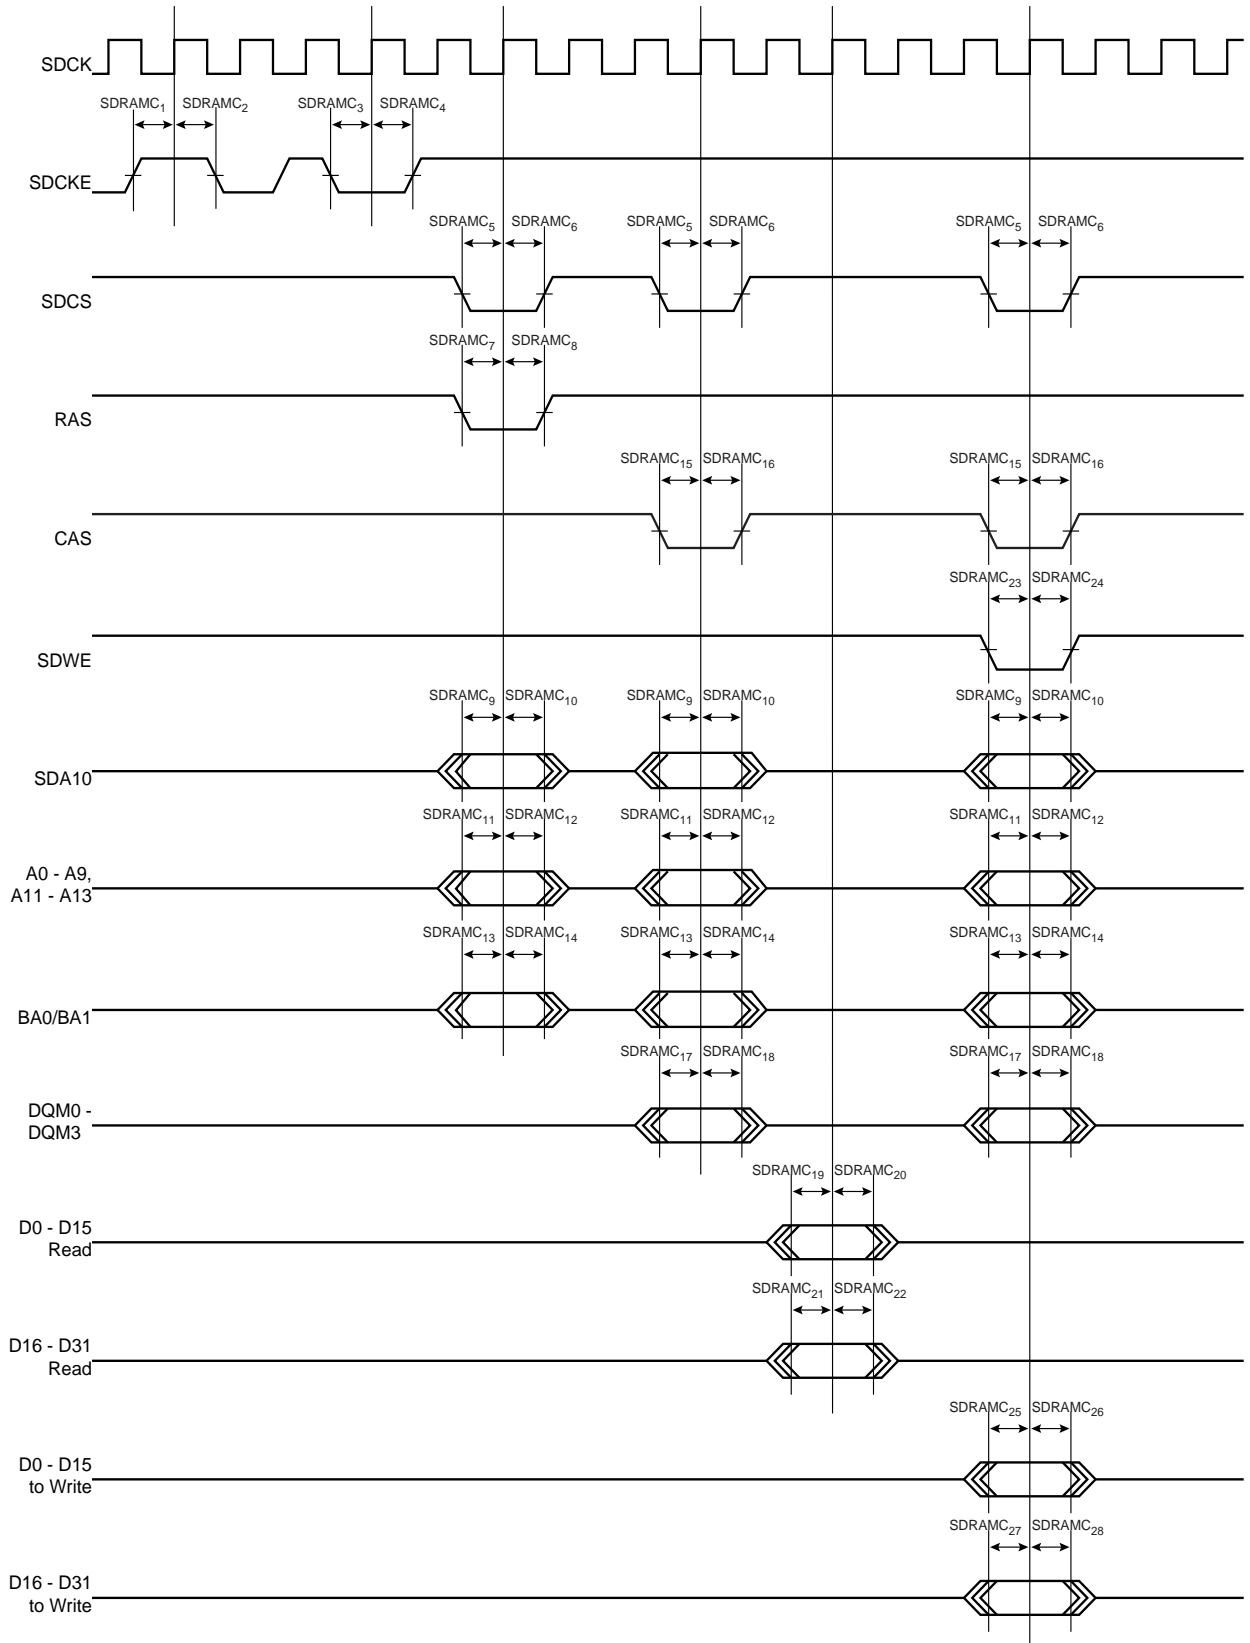 SDCK
SDRAMC1 SDRAMC2 SDRAMC3 SDRAMC4
SDCKE
SDRAMC5 SDRAMC6 SDRAMC5 SDRAMC6 SDRAMC5 SDRAMC6
SDCS
SDRAMC7 SDRAMC8
RAS
SDRAMC15 SDRAMC16 SDRAMC15 SDRAMC16
CAS
SDRAMC23 SDRAMC24
SDWE
SDRAMC9 SDRAMC10 SDRAMC9 SDRAMC10 SDRAMC9 SDRAMC10
SDA10
SDRAMC11 SDRAMC12 SDRAMC11 SDRAMC12 SDRAMC11 SDRAMC12
A0 - A9,
A11 - A13
SDRAMC13 SDRAMC14 SDRAMC13 SDRAMC14 SDRAMC13 SDRAMC14
BA0/BA1
SDRAMC17 SDRAMC18 SDRAMC17 SDRAMC18
DQM0 -
DQM3
SDRAMC19 SDRAMC20
D0 - D15
Read
SDRAMC21 SDRAMC22
D16 - D31
Read
SDRAMC25 SDRAMC26
D0 - D15
to Write
SDRAMC27 SDRAMC28
D16 - D31
to Write